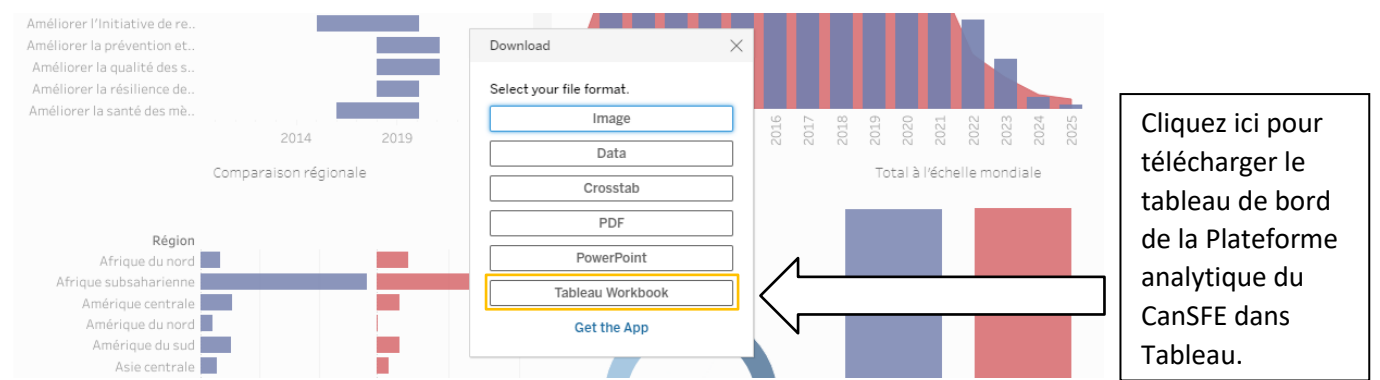 Améliorer l'Initiative de re..
Améliorer la prévention et..
Améliorer la qualité des s..
Améliorer la résilience de..
Améliorer la santé des mè..
2014 2019
Comparaison régionale
Région
Afrique du nord
Afrique subsaharienne
Amérique centrale
Amérique du nord
Amérique du sud
Asie centrale
Download
Select your file format.
Image
Data
Crosstab
PDF
PowerPoint
Tableau Workbook
Get the App
2016 2017 2018 2019 2020 2021 2022 2023 2024 2025
Total à l'échelle mondiale
Cliquez ici pour
télécharger le
tableau de bord
de la Plateforme
analytique du
CanSFE dans
Tableau.